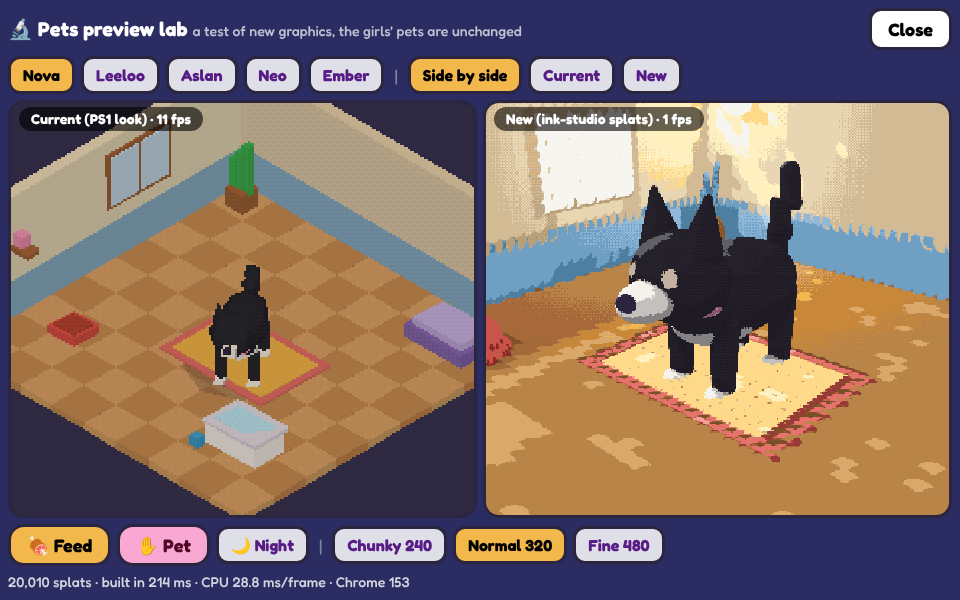 🔬 Pets preview lab a test of new graphics, the girls' pets are unchanged Close
Nova Leeloo Aslan Neo Ember | Side by side Current New
Current (PS1 look) · 11 fps New (ink-studio splats) · 1 fps
🍖 Feed ✋ Pet 🌙 Night | Chunky 240 Normal 320 Fine 480
20,010 splats · built in 214 ms · CPU 28.8 ms/frame · Chrome 153